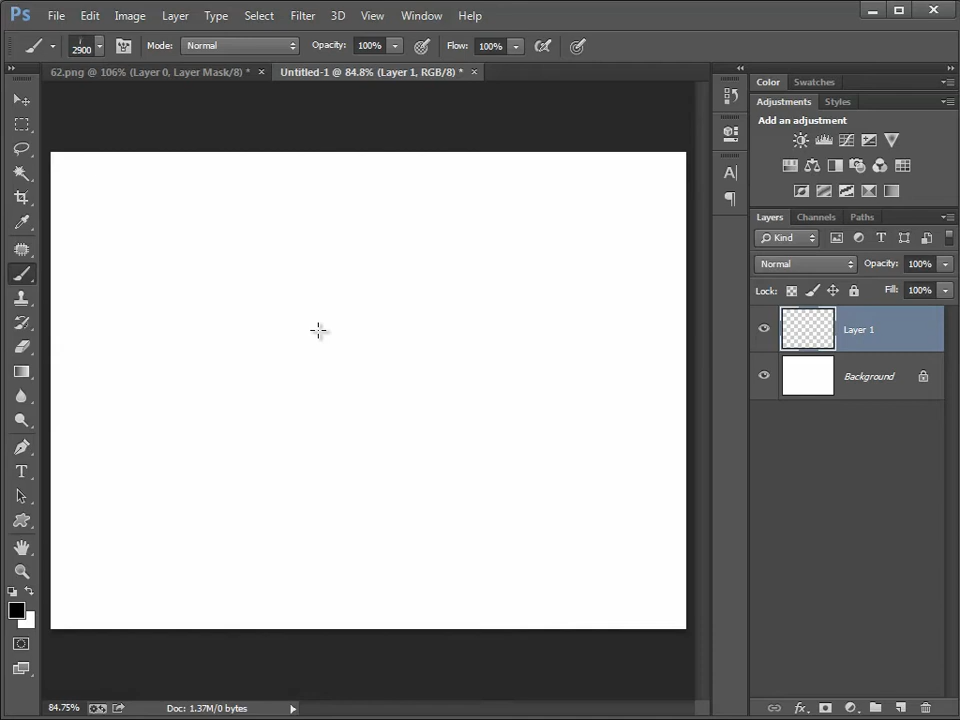 Ps File Edit Image Layer Type Select Filter 3D View Window Help
2900 Mode: Normal Opacity: 100% Flow: 100%
62.png @ 106% (Layer 0, Layer Mask/8) * × Untitled-1 @ 84.8% (Layer 1, RGB/8) * ×
Color Swatches
Adjustments Styles
Add an adjustment
Layers Channels Paths
Kind
Normal Opacity: 100%
Lock: Fill: 100%
Layer 1
Background
84.75% Doc: 1.37M/0 bytes